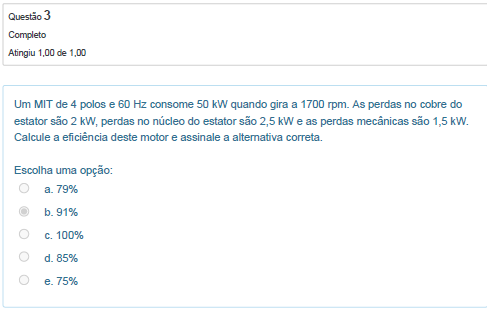 Questão 3
Completo
Atingiu 1,00 de 1,00
Um MIT de 4 polos e 60 Hz consome 50 kW quando gira a 1700 rpm. As perdas no cobre do
estator são 2 kW, perdas no núcleo do estator são 2,5 kW e as perdas mecânicas são 1,5 kW.
Calcule a eficiência deste motor e assinale a alternativa correta.
Escolha uma opção:
a. 79%
b. 91%
c. 100%
d. 85%
e. 75%